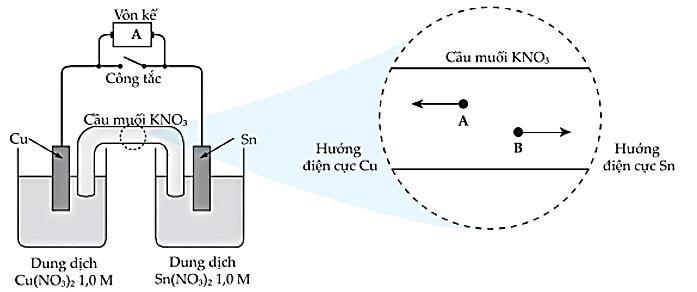 Vôn kế
A
Công tắc
Cầu muối KNO₃
Cu
Sn
Dung dịch
Cu(NO₃)₂ 1,0 M
Dung dịch
Sn(NO₃)₂ 1,0 M
Cầu muối KNO₃
A
B
Hướng
điện cực Cu
Hướng
điện cực Sn